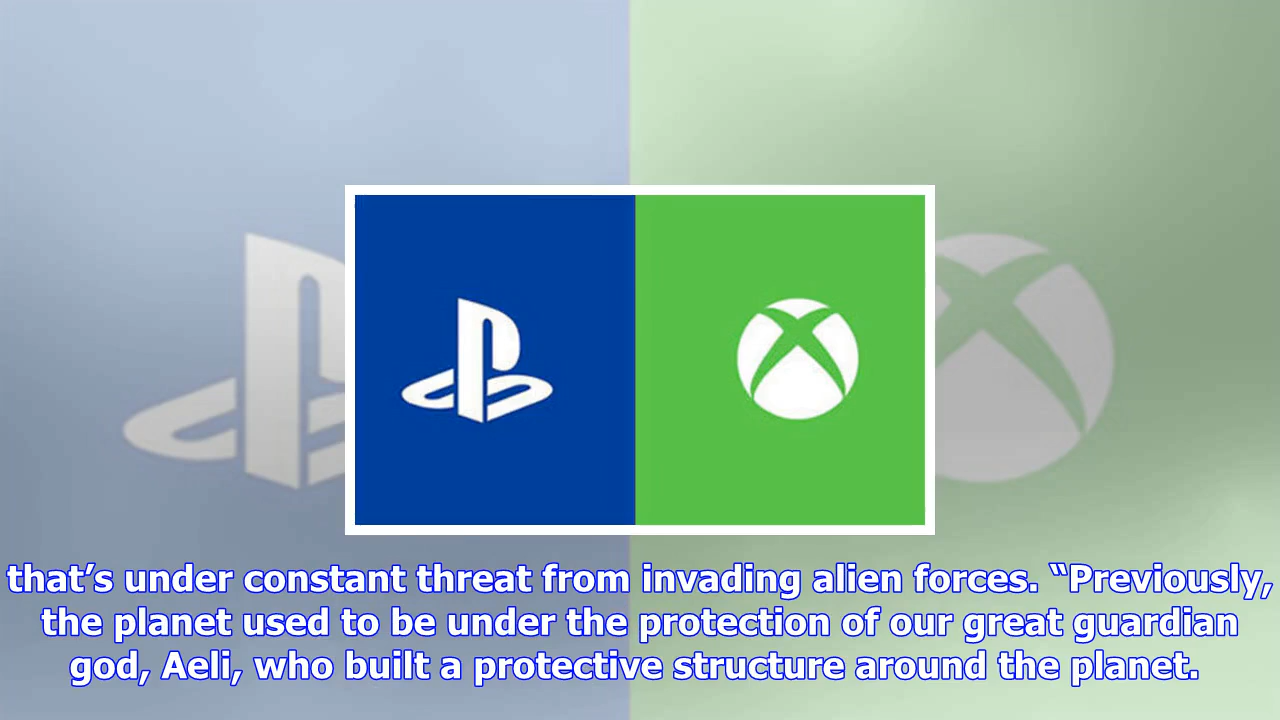 that’s under constant threat from invading alien forces. “Previously,
the planet used to be under the protection of our great guardian
god, Aeli, who built a protective structure around the planet.